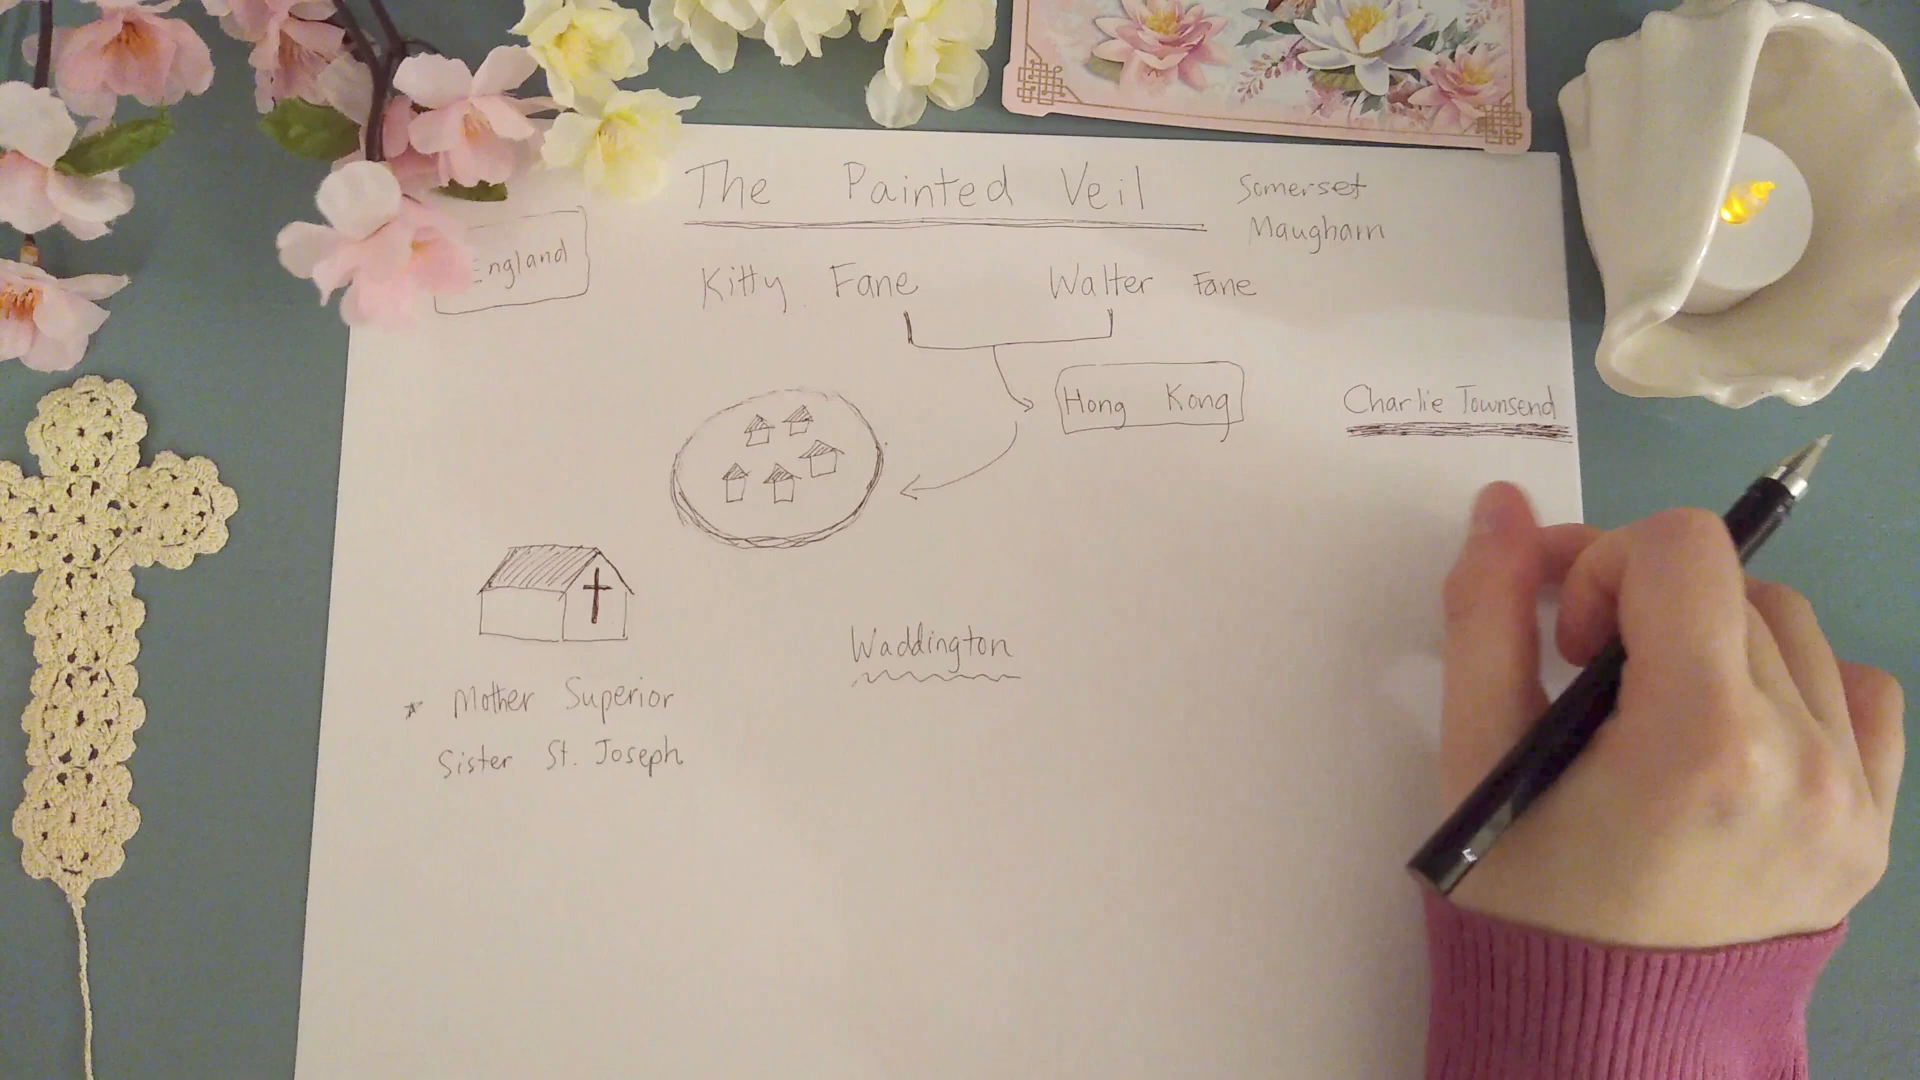 The Painted Veil
Somerset
Maugham
England
Kitty Fane
Walter Fane
Hong Kong
Charlie Townsend
Waddington
* Mother Superior
Sister St. Joseph